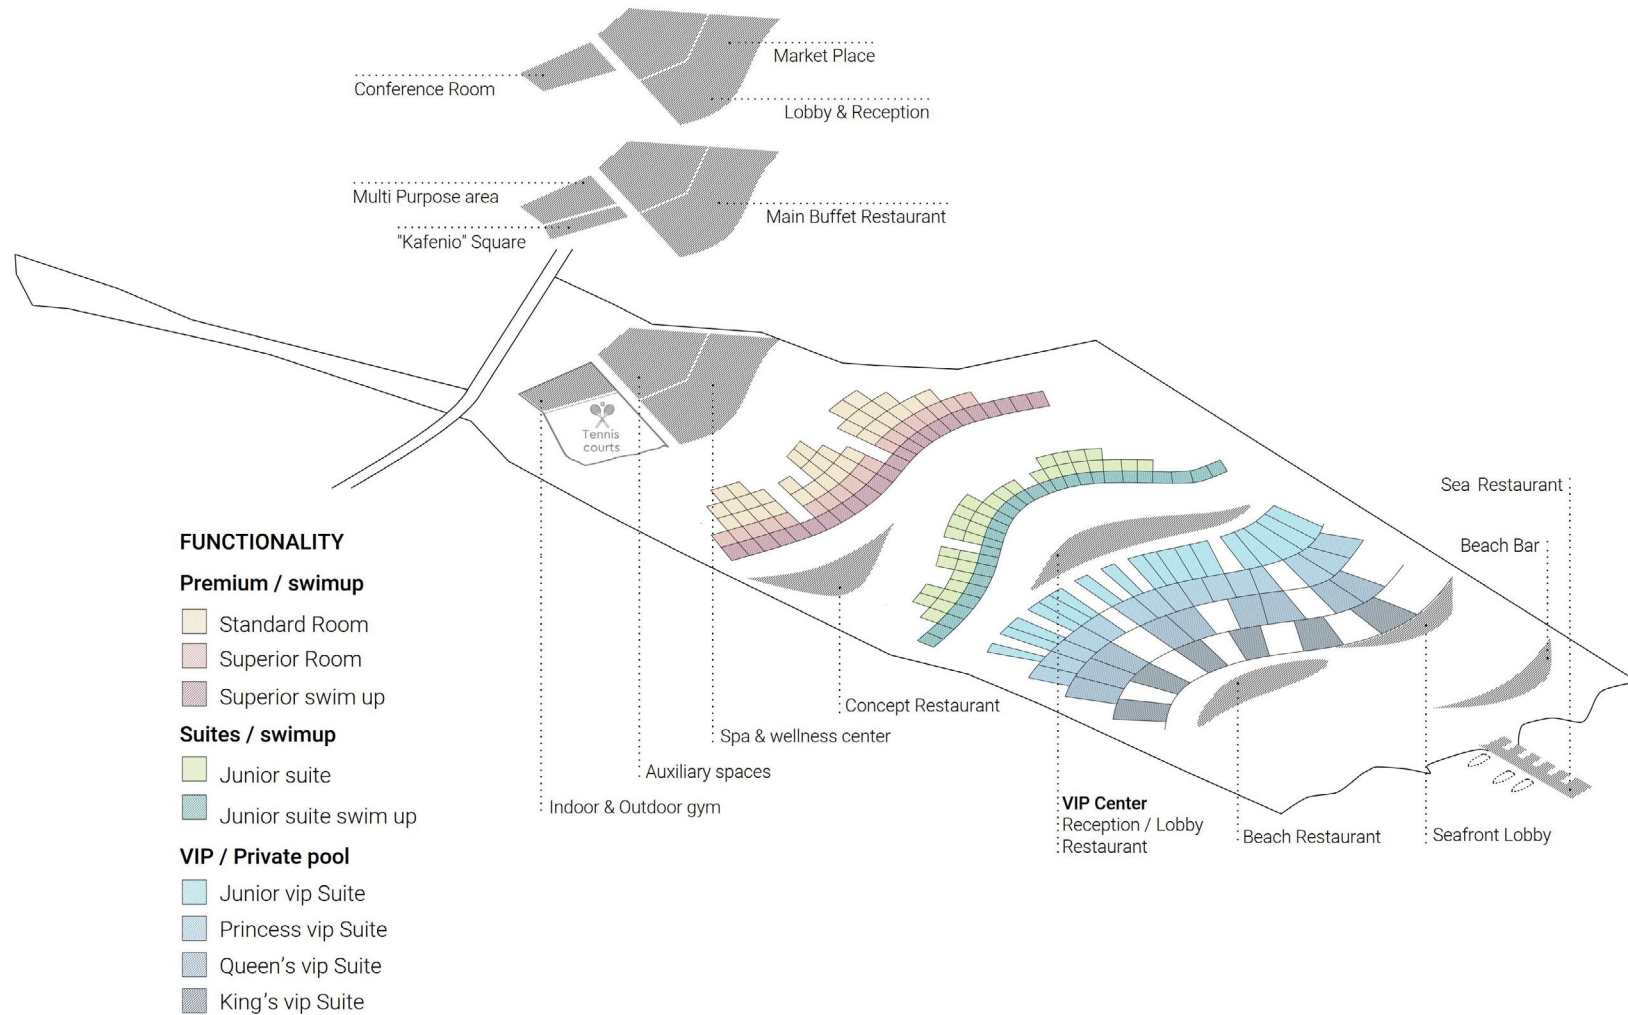 Market Place
Conference Room
Lobby & Reception
Multi Purpose area
Main Buffet Restaurant
"Kafenio" Square
Tennis
courts
Sea Restaurant
Beach Bar
FUNCTIONALITY
Premium / swimup
Standard Room
Superior Room
Superior swim up
Suites / swimup
Junior suite
Junior suite swim up
VIP / Private pool
Junior vip Suite
Princess vip Suite
Queen's vip Suite
King's vip Suite
Concept Restaurant
Spa & wellness center
Auxiliary spaces
Indoor & Outdoor gym
VIP Center
Reception / Lobby
Restaurant
Beach Restaurant
Seafront Lobby